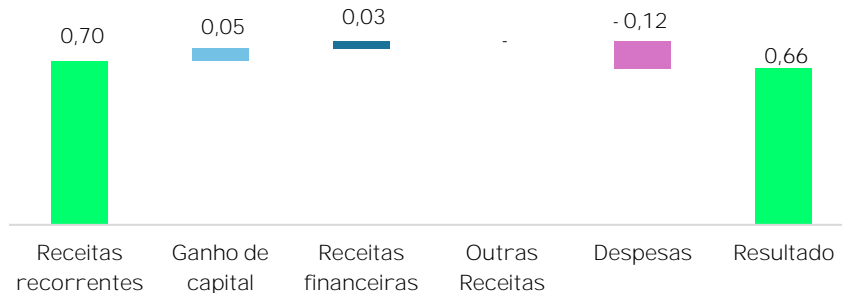 0,70
0,05
0,03
-
- 0,12
0,66
Receitas
recorrentes
Ganho de
capital
Receitas
financeiras
Outras
Receitas
Despesas
Resultado